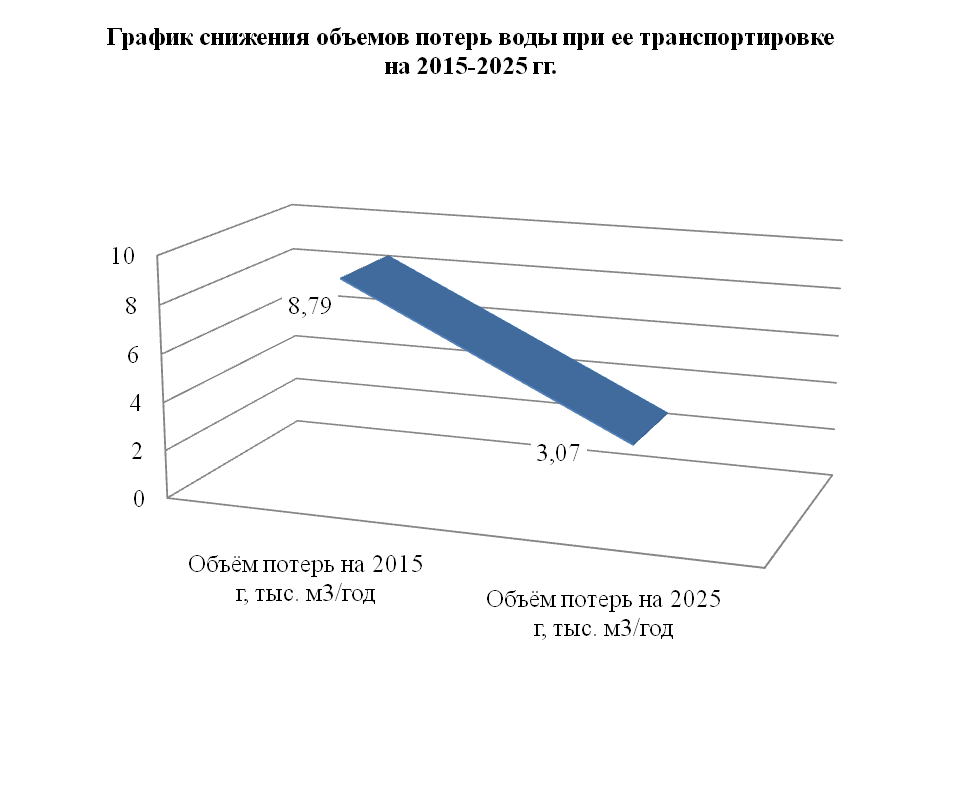 График снижения объемов потерь воды при ее транспортировке
на 2015-2025 гг.
10
8
6
4
2
0
8,79
3,07
Объём потерь на 2015
г, тыс. м3/год
Объём потерь на 2025
г, тыс. м3/год